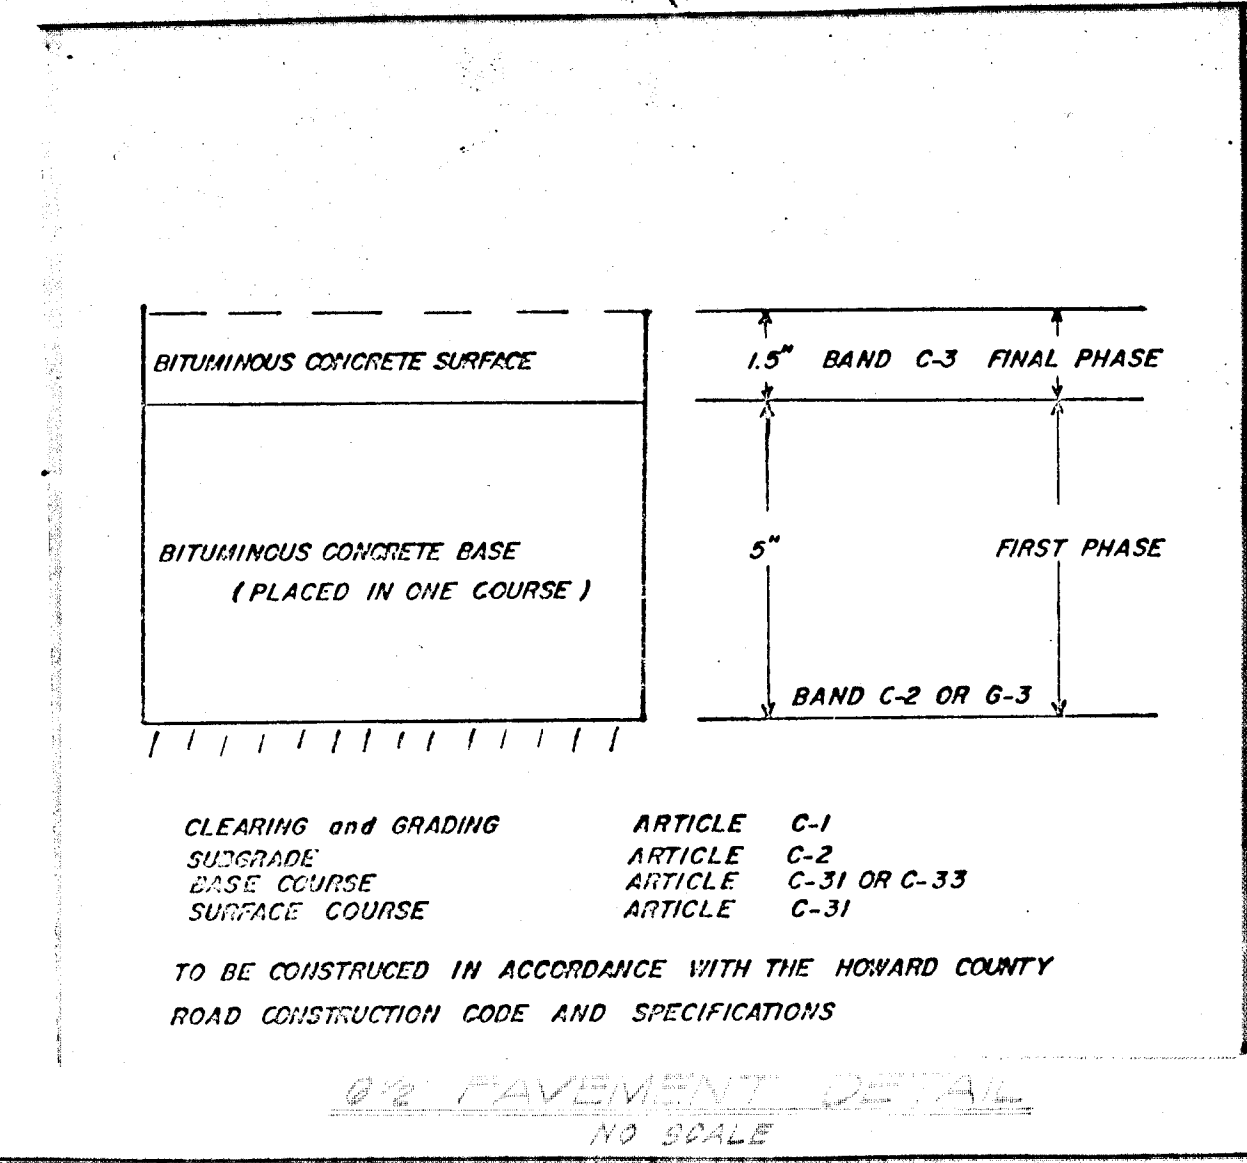 BITUMINOUS CONCRETE SURFACE
1.5" BAND C-3 FINAL PHASE
BITUMINOUS CONCRETE BASE
(PLACED IN ONE COURSE)
5" FIRST PHASE
BAND C-2 OR G-3
CLEARING and GRADING ARTICLE C-1
SUBGRADE ARTICLE C-2
BASE COURSE ARTICLE C-31 OR C-33
SURFACE COURSE ARTICLE C-31
TO BE CONSTRUCED IN ACCORDANCE WITH THE HOWARD COUNTY
ROAD CONSTRUCTION CODE AND SPECIFICATIONS
6½" PAVEMENT DETAIL
NO SCALE